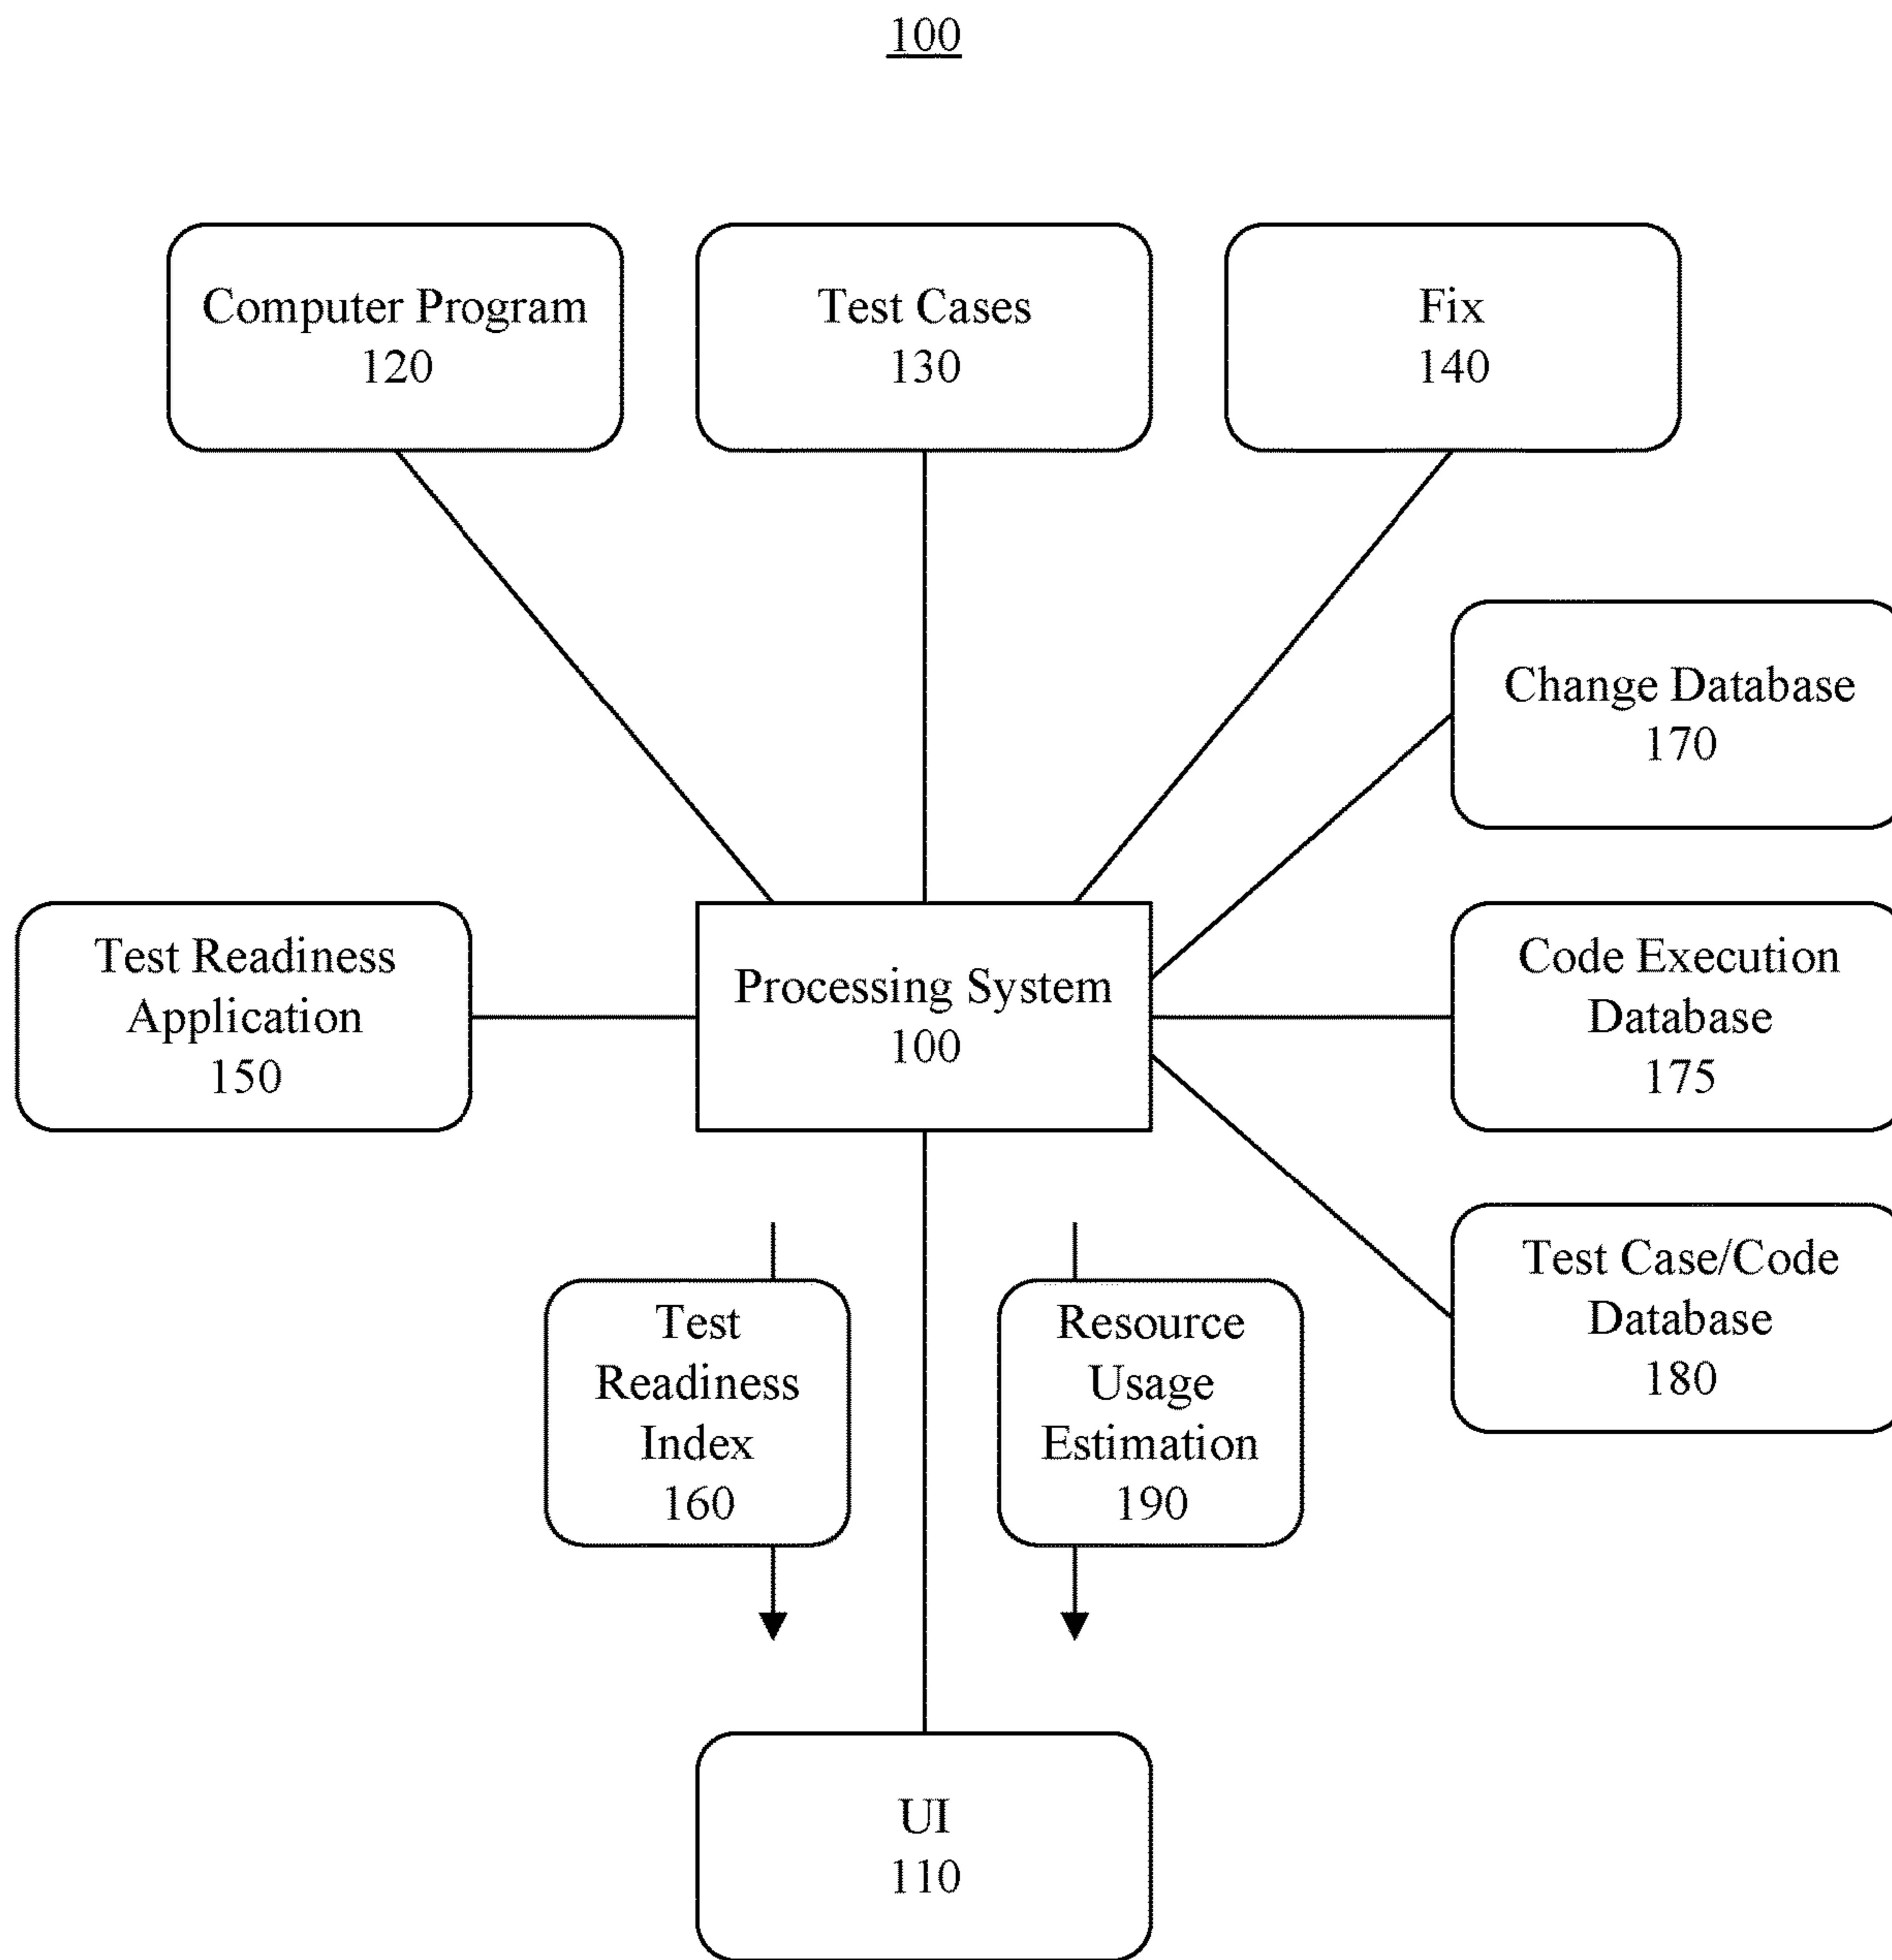 100
Computer Program
120
Test Cases
130
Fix
140
Change Database
170
Test Readiness
Application
150
Processing System
100
Code Execution
Database
175
Test Case/Code
Database
180
Test
Readiness
Index
160
Resource
Usage
Estimation
190
UI
110